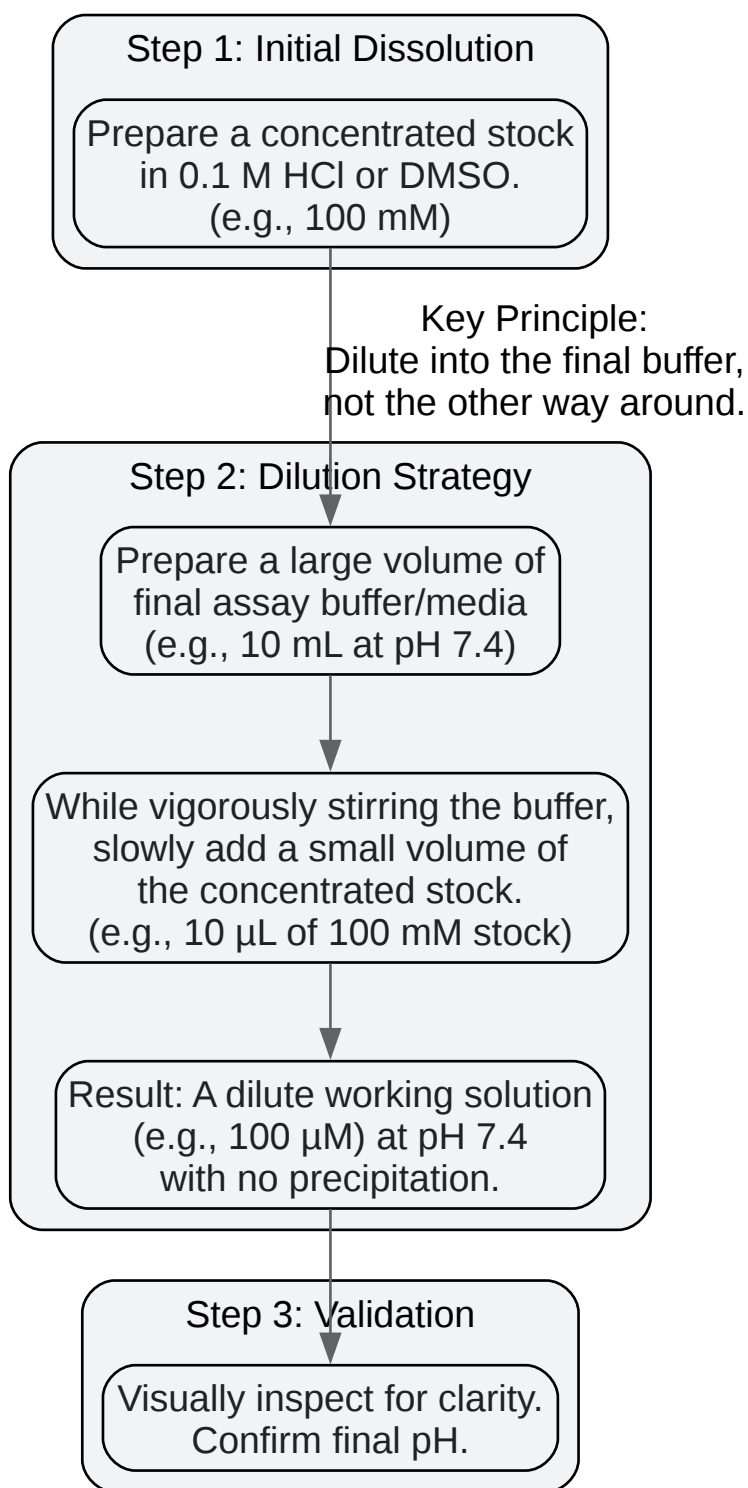 Step 1: Initial Dissolution
Prepare a concentrated stock
in 0.1 M HCl or DMSO.
(e.g., 100 mM)
Key Principle:
Dilute into the final buffer,
not the other way around.
Step 2: Dilution Strategy
Prepare a large volume of
final assay buffer/media
(e.g., 10 mL at pH 7.4)
While vigorously stirring the buffer,
slowly add a small volume of
the concentrated stock.
(e.g., 10 µL of 100 mM stock)
Result: A dilute working solution
(e.g., 100 µM) at pH 7.4
with no precipitation.
Step 3: Validation
Visually inspect for clarity.
Confirm final pH.